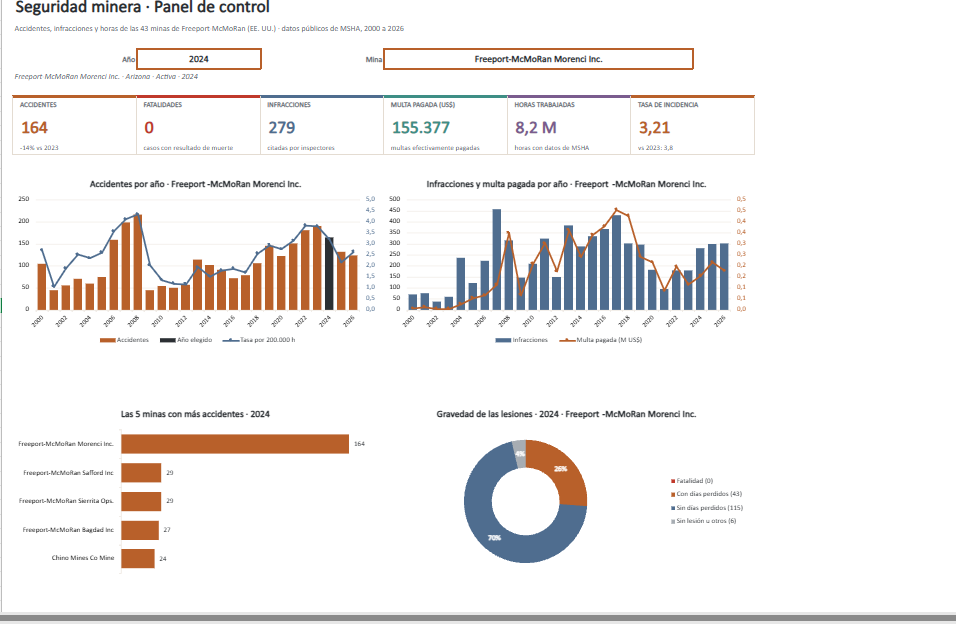 Seguridad minera · Panel de control
Accidentes, infracciones y horas de las 43 minas de Freeport McMoRan (EE. UU.) · datos públicos de MSHA, 2000 a 2026
Año 2024 Mina Freeport-McMoRan Morenci Inc.
Freeport-McMoRan Morenci Inc. · Arizona · Activa · 2024
ACCIDENTES FATALIDADES INFRACCIONES MULTA PAGADA (US$) HORAS TRABAJADAS TASA DE INCIDENCIA
164 0 279 155.377 8,2 M 3,21
-14% vs 2023 casos con resultado de muerte citadas por inspectores multas efectivamente pagadas horas con datos de MSHA vs 2023: 3,8
Accidentes por año · Freeport -McMoRan Morenci Inc.
250 200 150 100 50 0
5,0 4,5 4,0 3,5 3,0 2,5 2,0 1,5 1,0 0,5 0,0
2000 2002 2004 2006 2008 2010 2012 2014 2016 2018 2020 2022 2024 2026
Accidentes Año elegido Tasa por 200.000 h
Infracciones y multa pagada por año · Freeport -McMoRan Morenci Inc.
500 450 400 350 300 250 200 150 100 50 0
0,5 0,5 0,4 0,4 0,3 0,3 0,2 0,2 0,1 0,1 0,0
2000 2002 2004 2006 2008 2010 2012 2014 2016 2018 2020 2022 2024 2026
Infracciones Multa pagada (M US$)
Las 5 minas con más accidentes · 2024
Freeport-McMoRan Morenci Inc. 164
Freeport-McMoRan Safford Inc 29
Freeport-McMoRan Sierrita Ops. 29
Freeport-McMoRan Bagdad Inc 27
Chino Mines Co Mine 24
Gravedad de las lesiones · 2024 · Freeport -McMoRan Morenci Inc.
4%
26%
70%
Fatalidad (0)
Con días perdidos (43)
Sin días perdidos (115)
Sin lesión u otros (6)